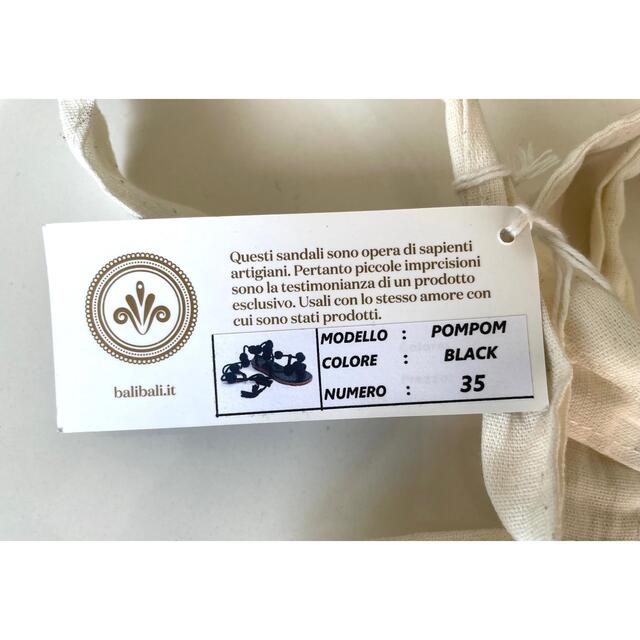 Questi sandali sono opera di sapienti
artigiani. Pertanto piccole imprcisioni
sono la testimonianza di un prodotto
esclusivo. Usali con lo stesso amore con
cui sono stati prodotti.
balibali.it
MODELLO : POMPOM
COLORE : BLACK
NUMERO : 35